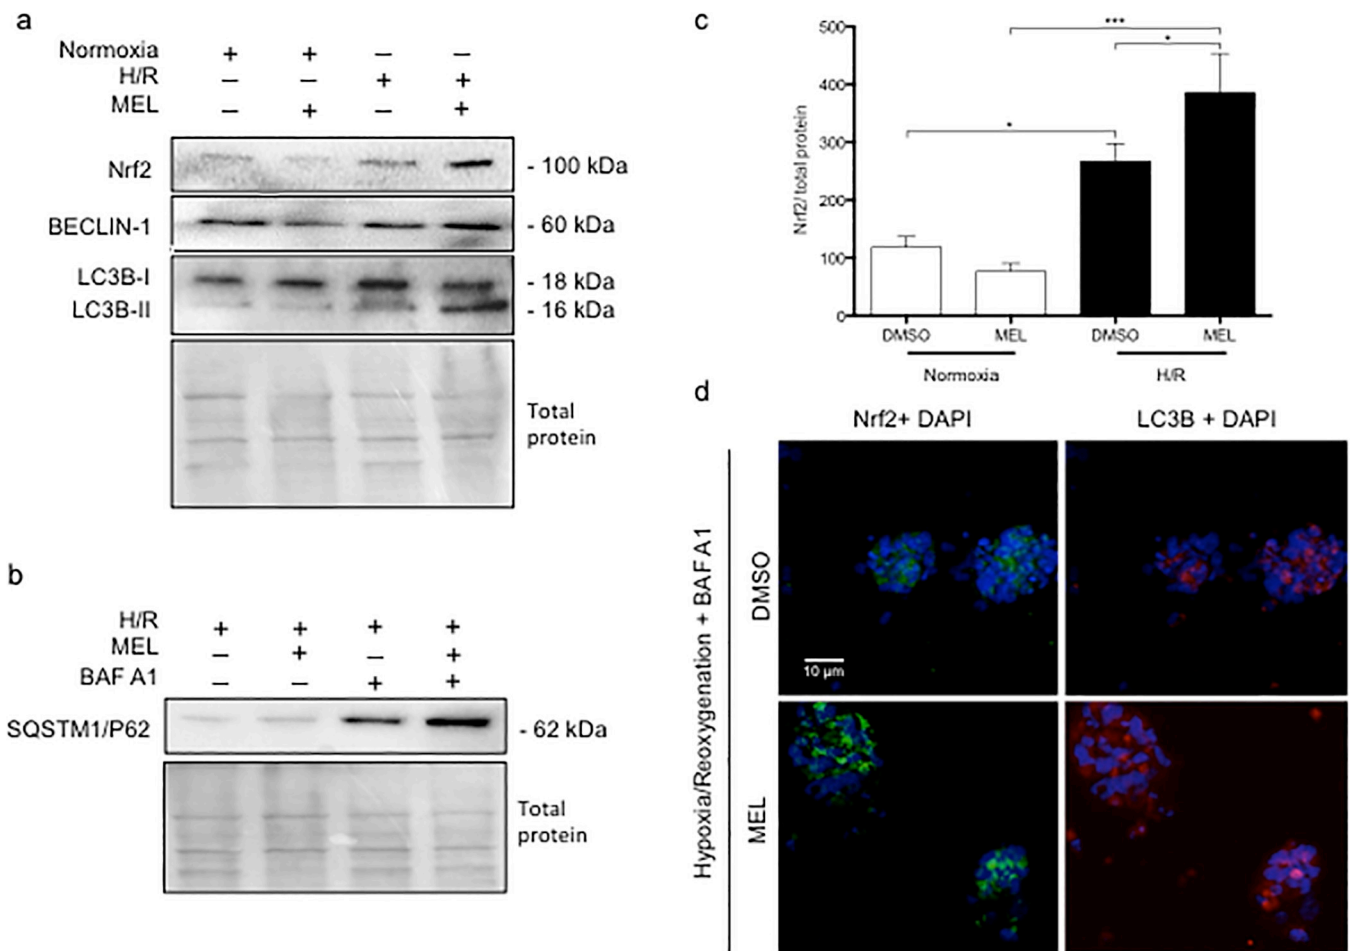 a
Normoxia + + – –
H/R – – + +
MEL – + – +
Nrf2 - 100 kDa
BECLIN-1 - 60 kDa
LC3B-I - 18 kDa
LC3B-II - 16 kDa
Total
protein
b
H/R + + + +
MEL – + – +
BAF A1 – – + +
SQSTM1/P62 - 62 kDa
Total
protein
c
Nrf2/ total protein
500
400
300
200
100
0
***
*
*
DMSO MEL DMSO MEL
Normoxia H/R
d
Nrf2+ DAPI LC3B + DAPI
Hypoxia/Reoxygenation + BAF A1
DMSO
10 µm
MEL